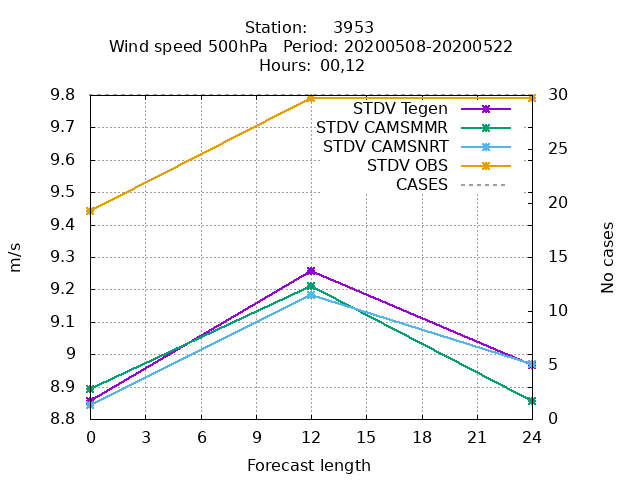 Station:     3953
Wind speed 500hPa   Period: 20200508-20200522
Hours:  00,12
STDV Tegen
STDV CAMSMMR
STDV CAMSNRT
STDV OBS
CASES
9.8
9.7
9.6
9.5
9.4
9.3
9.2
9.1
9
8.9
8.8
m/s
30
25
20
15
10
5
0
No cases
0 3 6 9 12 15 18 21 24
Forecast length